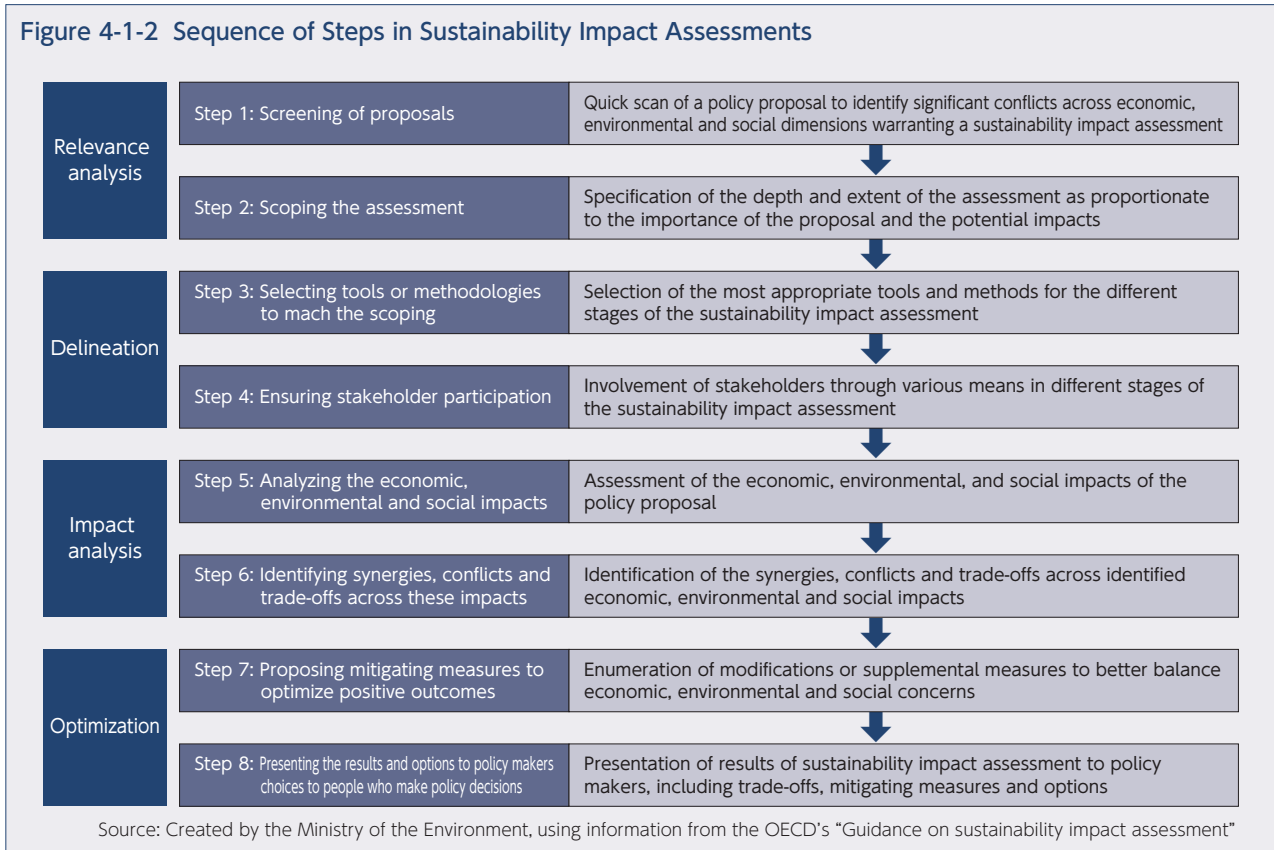 Figure 4-1-2 Sequence of Steps in Sustainability Impact Assessments
Relevance
analysis
Step 1: Screening of proposals
Quick scan of a policy proposal to identify significant conflicts across economic,
environmental and social dimensions warranting a sustainability impact assessment
Step 2: Scoping the assessment
Specification of the depth and extent of the assessment as proportionate
to the importance of the proposal and the potential impacts
Delineation
Step 3: Selecting tools or methodologies
to mach the scoping
Selection of the most appropriate tools and methods for the different
stages of the sustainability impact assessment
Step 4: Ensuring stakeholder participation
Involvement of stakeholders through various means in different stages of
the sustainability impact assessment
Impact
analysis
Step 5: Analyzing the economic,
environmental and social impacts
Assessment of the economic, environmental, and social impacts of the
policy proposal
Step 6: Identifying synergies, conflicts and
trade-offs across these impacts
Identification of the synergies, conflicts and trade-offs across identified
economic, environmental and social impacts
Optimization
Step 7: Proposing mitigating measures to
optimize positive outcomes
Enumeration of modifications or supplemental measures to better balance
economic, environmental and social concerns
Step 8: Presenting the results and options to policy makers
choices to people who make policy decisions
Presentation of results of sustainability impact assessment to policy
makers, including trade-offs, mitigating measures and options
Source: Created by the Ministry of the Environment, using information from the OECD's “Guidance on sustainability impact assessment”